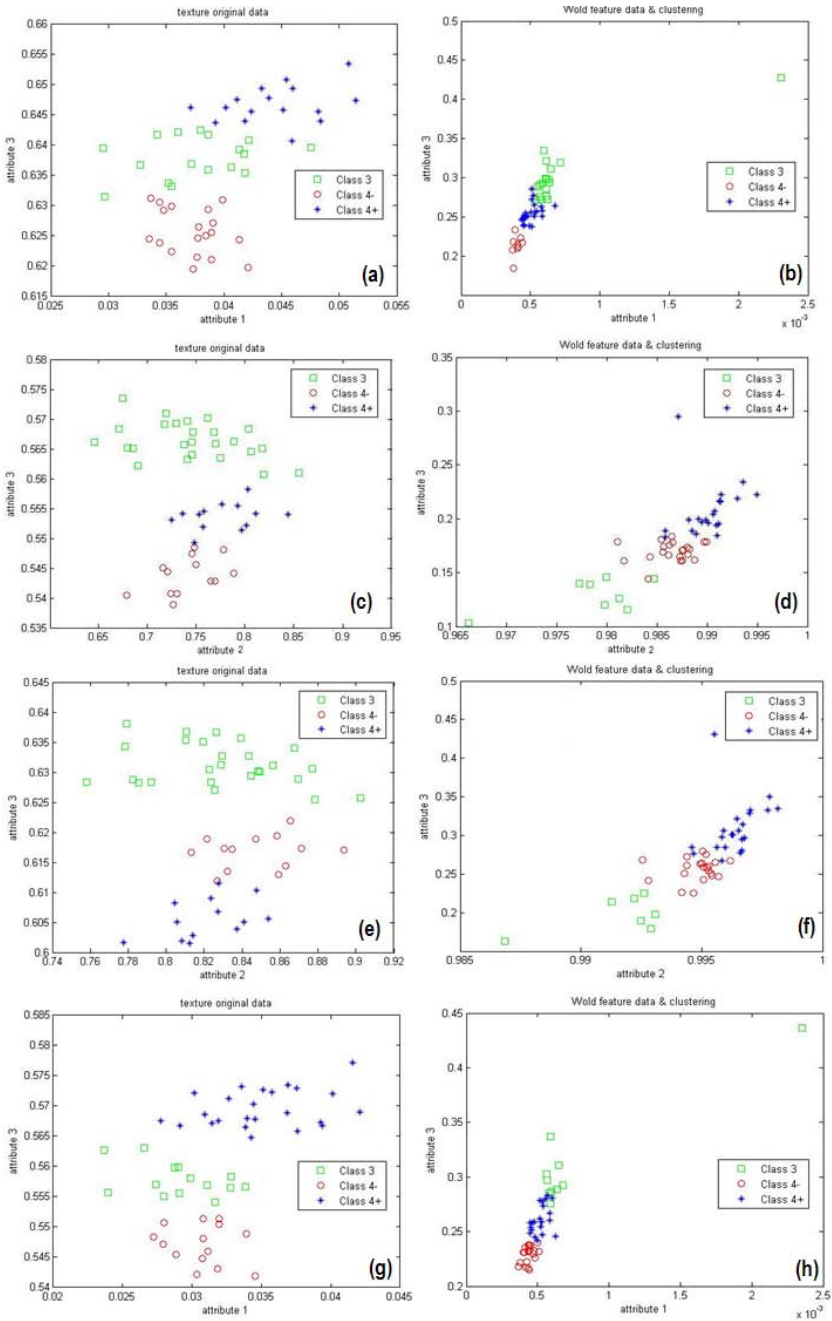 texture original data
attribute 3
0.66
0.655
0.65
0.645
0.64
0.635
0.63
0.625
0.62
0.615
0.025 0.03 0.035 0.04 0.045 0.05 0.055
attribute 1
Class 3
Class 4-
Class 4+
(a)
Wold feature data & clustering
attribute 3
0.5
0.45
0.4
0.35
0.3
0.25
0.2
0 0.5 1 1.5 2 2.5
attribute 1
x 10⁻³
Class 3
Class 4-
Class 4+
(b)
texture original data
attribute 3
0.58
0.575
0.57
0.565
0.56
0.555
0.55
0.545
0.54
0.535
0.65 0.7 0.75 0.8 0.85 0.9 0.95
attribute 2
Class 3
Class 4-
Class 4+
(c)
Wold feature data & clustering
attribute 3
0.35
0.3
0.25
0.2
0.15
0.1
0.965 0.97 0.975 0.98 0.985 0.99 0.995 1
attribute 2
Class 3
Class 4-
Class 4+
(d)
texture original data
attribute 3
0.645
0.64
0.635
0.63
0.625
0.62
0.615
0.61
0.605
0.6
0.74 0.76 0.78 0.8 0.82 0.84 0.86 0.88 0.9 0.92
attribute 2
Class 3
Class 4-
Class 4+
(e)
Wold feature data & clustering
attribute 3
0.5
0.45
0.4
0.35
0.3
0.25
0.2
0.15
0.985 0.99 0.995 1
attribute 2
Class 3
Class 4-
Class 4+
(f)
texture original data
attribute 3
0.585
0.58
0.575
0.57
0.565
0.56
0.555
0.55
0.545
0.54
0.02 0.025 0.03 0.035 0.04 0.045
attribute 1
Class 3
Class 4-
Class 4+
(g)
Wold feature data & clustering
attribute 3
0.45
0.4
0.35
0.3
0.25
0.2
0 0.5 1 1.5 2 2.5
attribute 1
x 10⁻³
Class 3
Class 4-
Class 4+
(h)